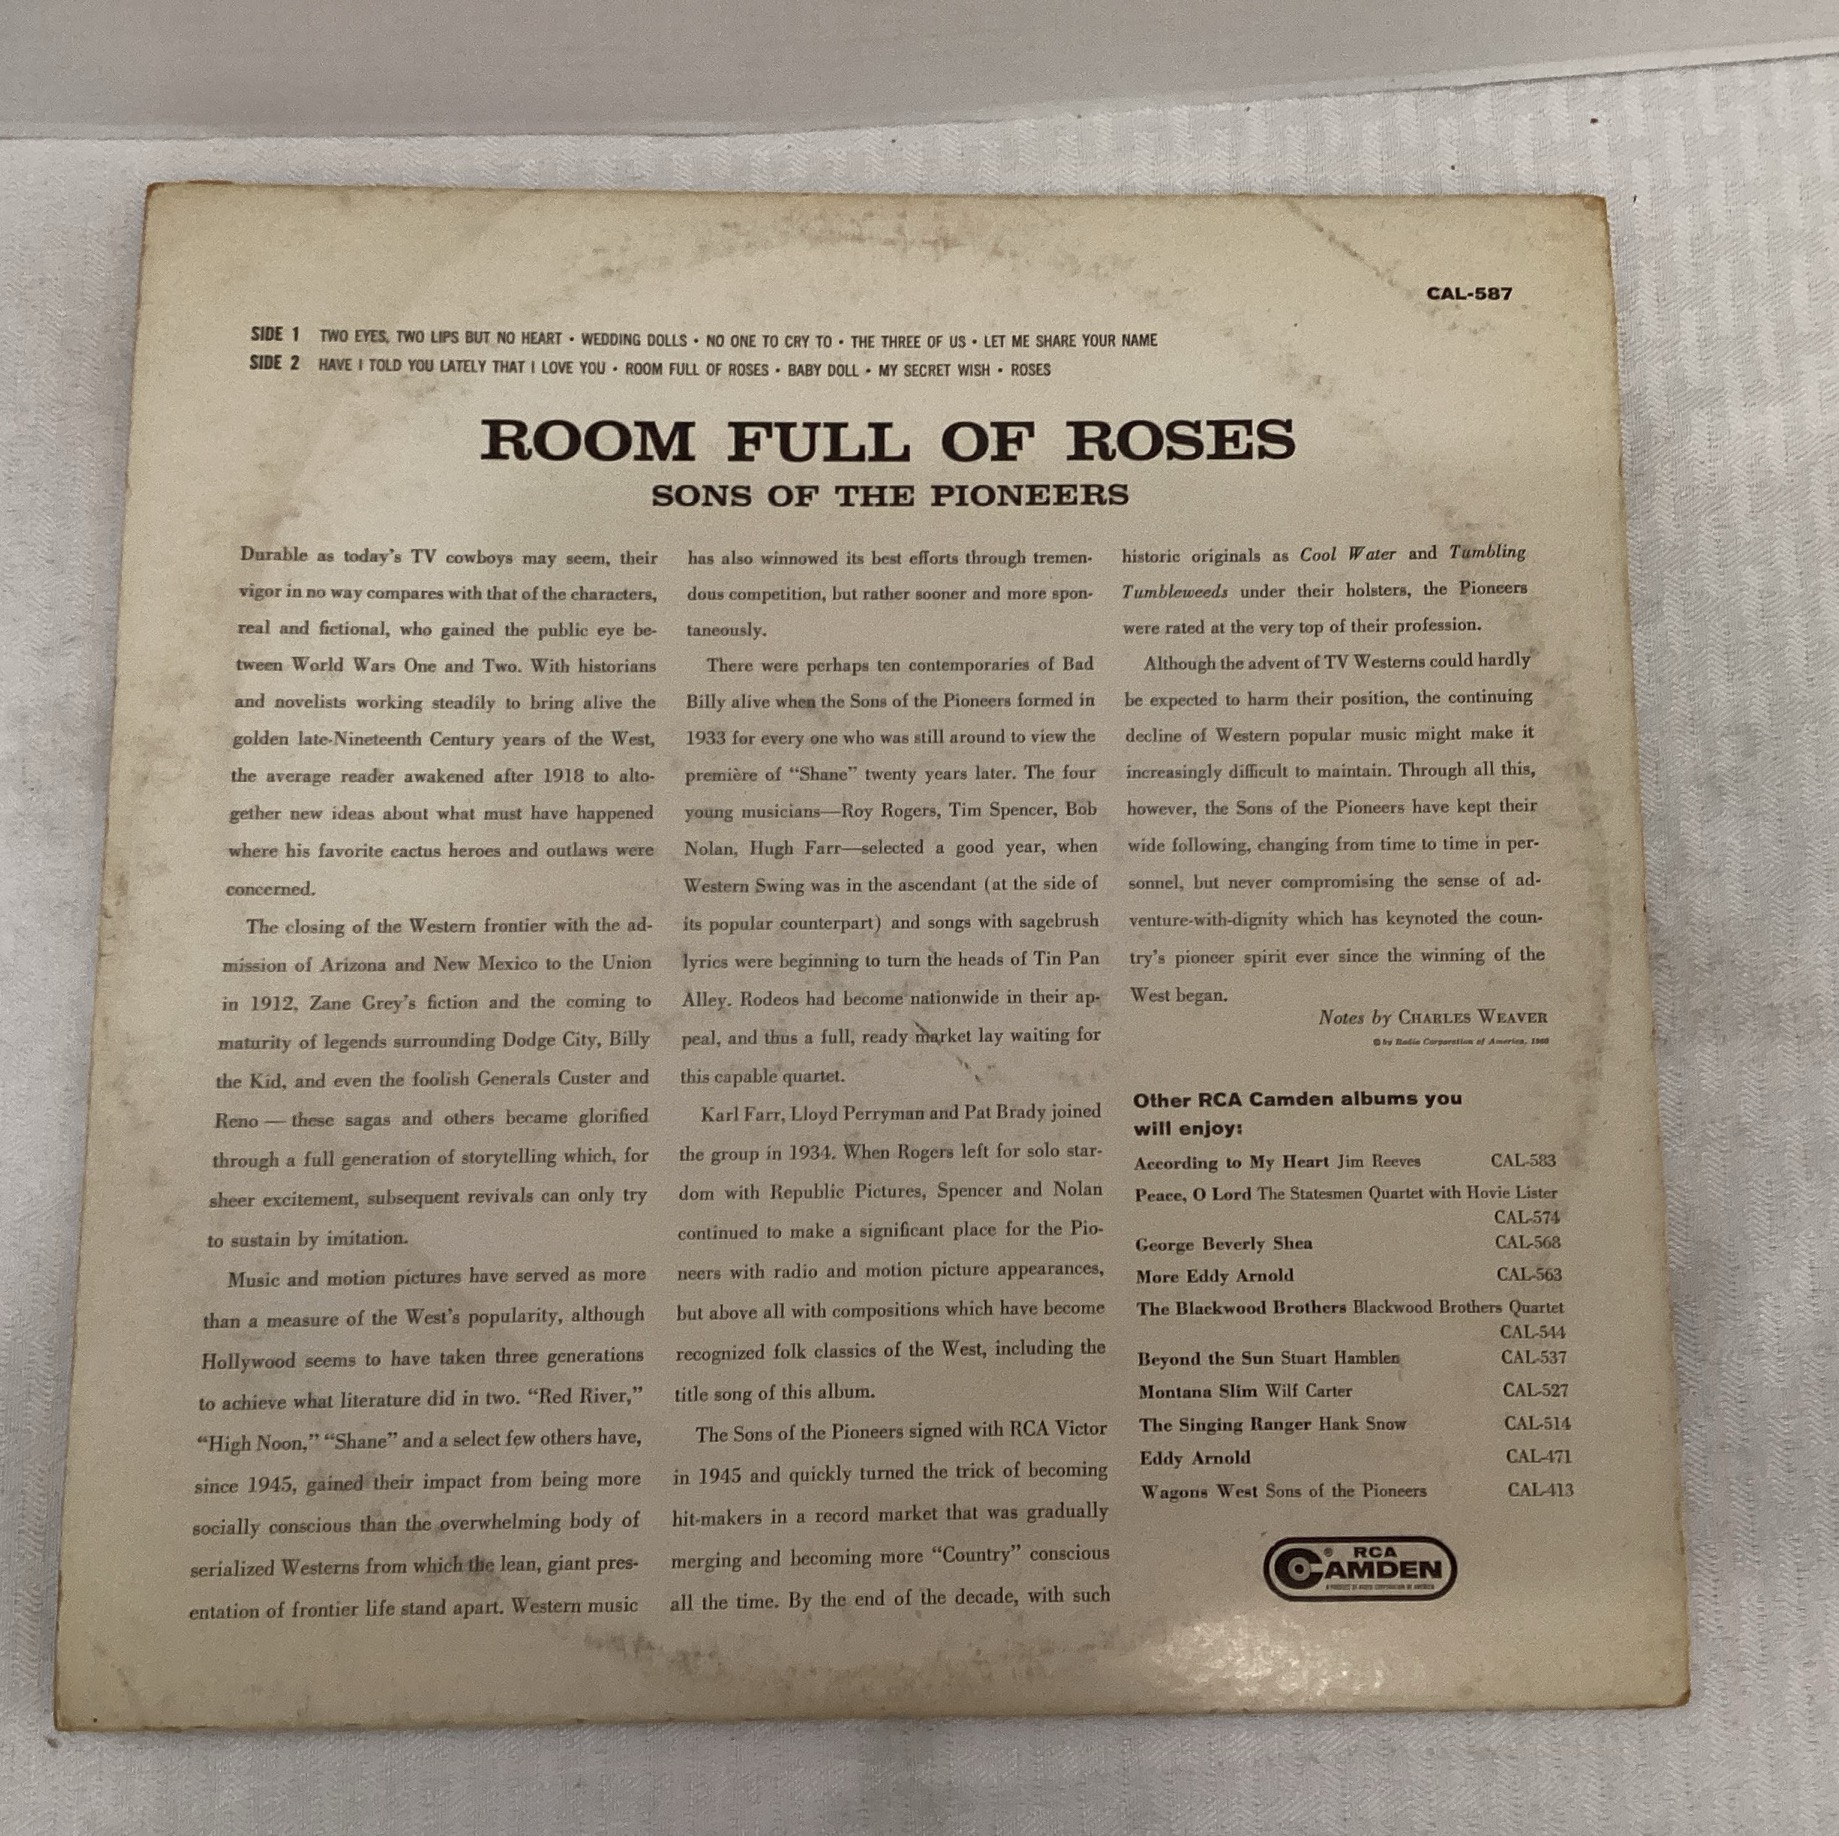 CAL-587
SIDE 1 TWO EYES, TWO LIPS BUT NO HEART • WEDDING DOLLS • NO ONE TO CRY TO • THE THREE OF US • LET ME SHARE YOUR NAME
SIDE 2 HAVE I TOLD YOU LATELY THAT I LOVE YOU • ROOM FULL OF ROSES • BABY DOLL • MY SECRET WISH • ROSES
ROOM FULL OF ROSES
SONS OF THE PIONEERS
Durable as today's TV cowboys may seem, their
vigor in no way compares with that of the characters,
real and fictional, who gained the public eye be-
tween World Wars One and Two. With historians
and novelists working steadily to bring alive the
golden late-Nineteenth Century years of the West,
the average reader awakened after 1918 to alto-
gether new ideas about what must have happened
where his favorite cactus heroes and outlaws were
concerned.
The closing of the Western frontier with the ad-
mission of Arizona and New Mexico to the Union
in 1912, Zane Grey's fiction and the coming to
maturity of legends surrounding Dodge City, Billy
the Kid, and even the foolish Generals Custer and
Reno — these sagas and others became glorified
through a full generation of storytelling which, for
sheer excitement, subsequent revivals can only try
to sustain by imitation.
Music and motion pictures have served as more
than a measure of the West's popularity, although
Hollywood seems to have taken three generations
to achieve what literature did in two. “Red River,”
“High Noon,” “Shane” and a select few others have,
since 1945, gained their impact from being more
socially conscious than the overwhelming body of
serialized Westerns from which the lean, giant pres-
entation of frontier life stand apart. Western music
has also winnowed its best efforts through tremen-
dous competition, but rather sooner and more spon-
taneously.
There were perhaps ten contemporaries of Bad
Billy alive when the Sons of the Pioneers formed in
1933 for every one who was still around to view the
première of “Shane” twenty years later. The four
young musicians—Roy Rogers, Tim Spencer, Bob
Nolan, Hugh Farr—selected a good year, when
Western Swing was in the ascendant (at the side of
its popular counterpart) and songs with sagebrush
lyrics were beginning to turn the heads of Tin Pan
Alley. Rodeos had become nationwide in their ap-
peal, and thus a full, ready market lay waiting for
this capable quartet.
Karl Farr, Lloyd Perryman and Pat Brady joined
the group in 1934. When Rogers left for solo star-
dom with Republic Pictures, Spencer and Nolan
continued to make a significant place for the Pio-
neers with radio and motion picture appearances,
but above all with compositions which have become
recognized folk classics of the West, including the
title song of this album.
The Sons of the Pioneers signed with RCA Victor
in 1945 and quickly turned the trick of becoming
hit-makers in a record market that was gradually
merging and becoming more “Country” conscious
all the time. By the end of the decade, with such
historic originals as Cool Water and Tumbling
Tumbleweeds under their holsters, the Pioneers
were rated at the very top of their profession.
Although the advent of TV Westerns could hardly
be expected to harm their position, the continuing
decline of Western popular music might make it
increasingly difficult to maintain. Through all this,
however, the Sons of the Pioneers have kept their
wide following, changing from time to time in per-
sonnel, but never compromising the sense of ad-
venture-with-dignity which has keynoted the coun-
try's pioneer spirit ever since the winning of the
West began.
Notes by CHARLES WEAVER
© by Radio Corporation of America,
Other RCA Camden albums you
will enjoy:
According to My Heart Jim Reeves CAL-583
Peace, O Lord The Statesmen Quartet with Hovie Lister
CAL-574
George Beverly Shea CAL-568
More Eddy Arnold CAL-563
The Blackwood Brothers Blackwood Brothers Quartet
CAL-544
Beyond the Sun Stuart Hamblen CAL-537
Montana Slim Wilf Carter CAL-527
The Singing Ranger Hank Snow CAL-514
Eddy Arnold CAL-471
Wagons West Sons of the Pioneers CAL-413
® RCA
CAMDEN